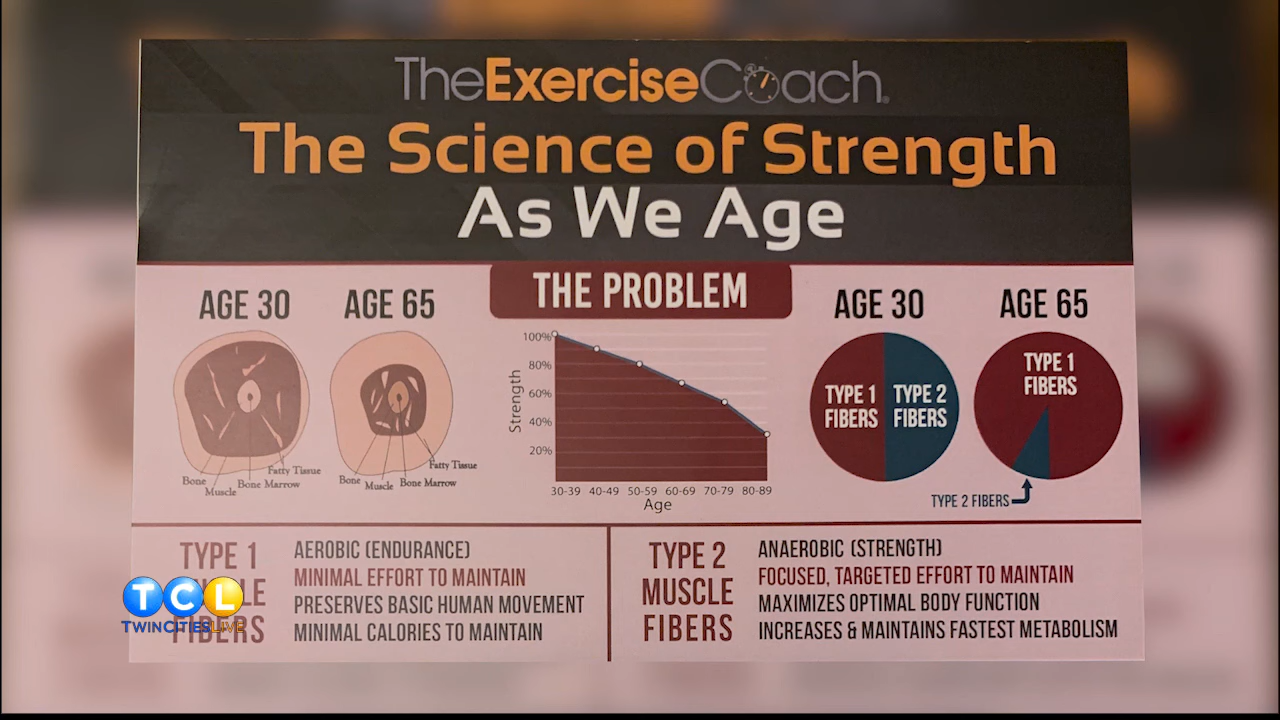 TheExerciseCoach
The Science of Strength
As We Age
THE PROBLEM
AGE 30
AGE 65
Bone
Muscle
Bone Marrow
Fatty Tissue
Bone
Muscle
Bone Marrow
Fatty Tissue
Strength
100%
80%
60%
40%
20%
30-39 40-49 50-59 60-69 70-79 80-89
Age
AGE 30
AGE 65
TYPE 1
FIBERS
TYPE 2
FIBERS
TYPE 1
FIBERS
TYPE 2 FIBERS
TYPE 1
FIBERS
AEROBIC (ENDURANCE)
MINIMAL EFFORT TO MAINTAIN
PRESERVES BASIC HUMAN MOVEMENT
MINIMAL CALORIES TO MAINTAIN
TYPE 2
MUSCLE
FIBERS
ANAEROBIC (STRENGTH)
FOCUSED, TARGETED EFFORT TO MAINTAIN
MAXIMIZES OPTIMAL BODY FUNCTION
INCREASES & MAINTAINS FASTEST METABOLISM
TCL
TWINCITIESLIVE